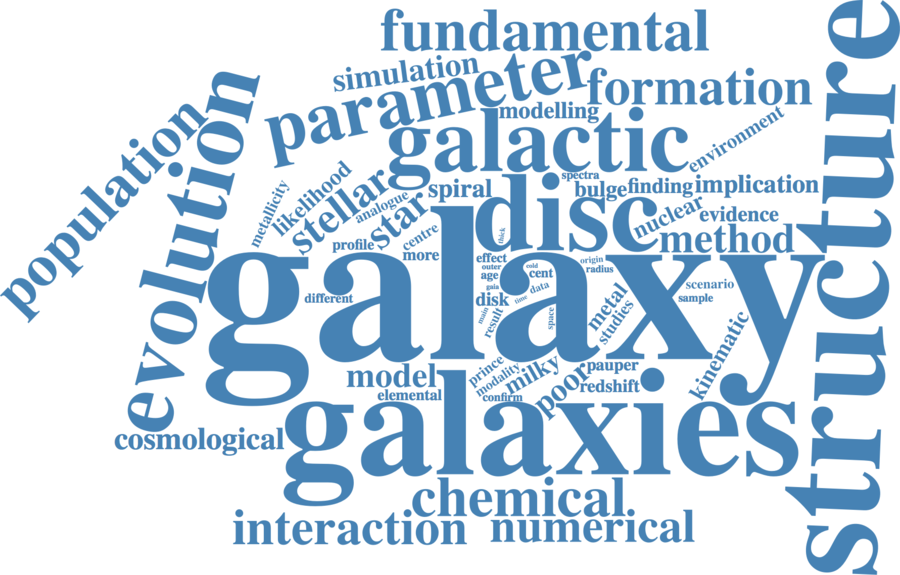 fundamental
simulation
parameter
formation
modelling
structure
population
evolution
galactic
environment
metallicity
likelihood
stellar
analogue
star
spiral
spectra
bulge
finding
implication
disc
nuclear
evidence
method
profile
centre
more
thick
effect
outer
age
cold
cent
origin
radius
galaxy
different
gaia
data
disk
time
main
result
space
metal
studies
scenario
sample
kinematic
model
elemental
prince
modality
confirm
milky
poor
pauper
redshift
cosmological
galaxies
chemical
interaction
numerical